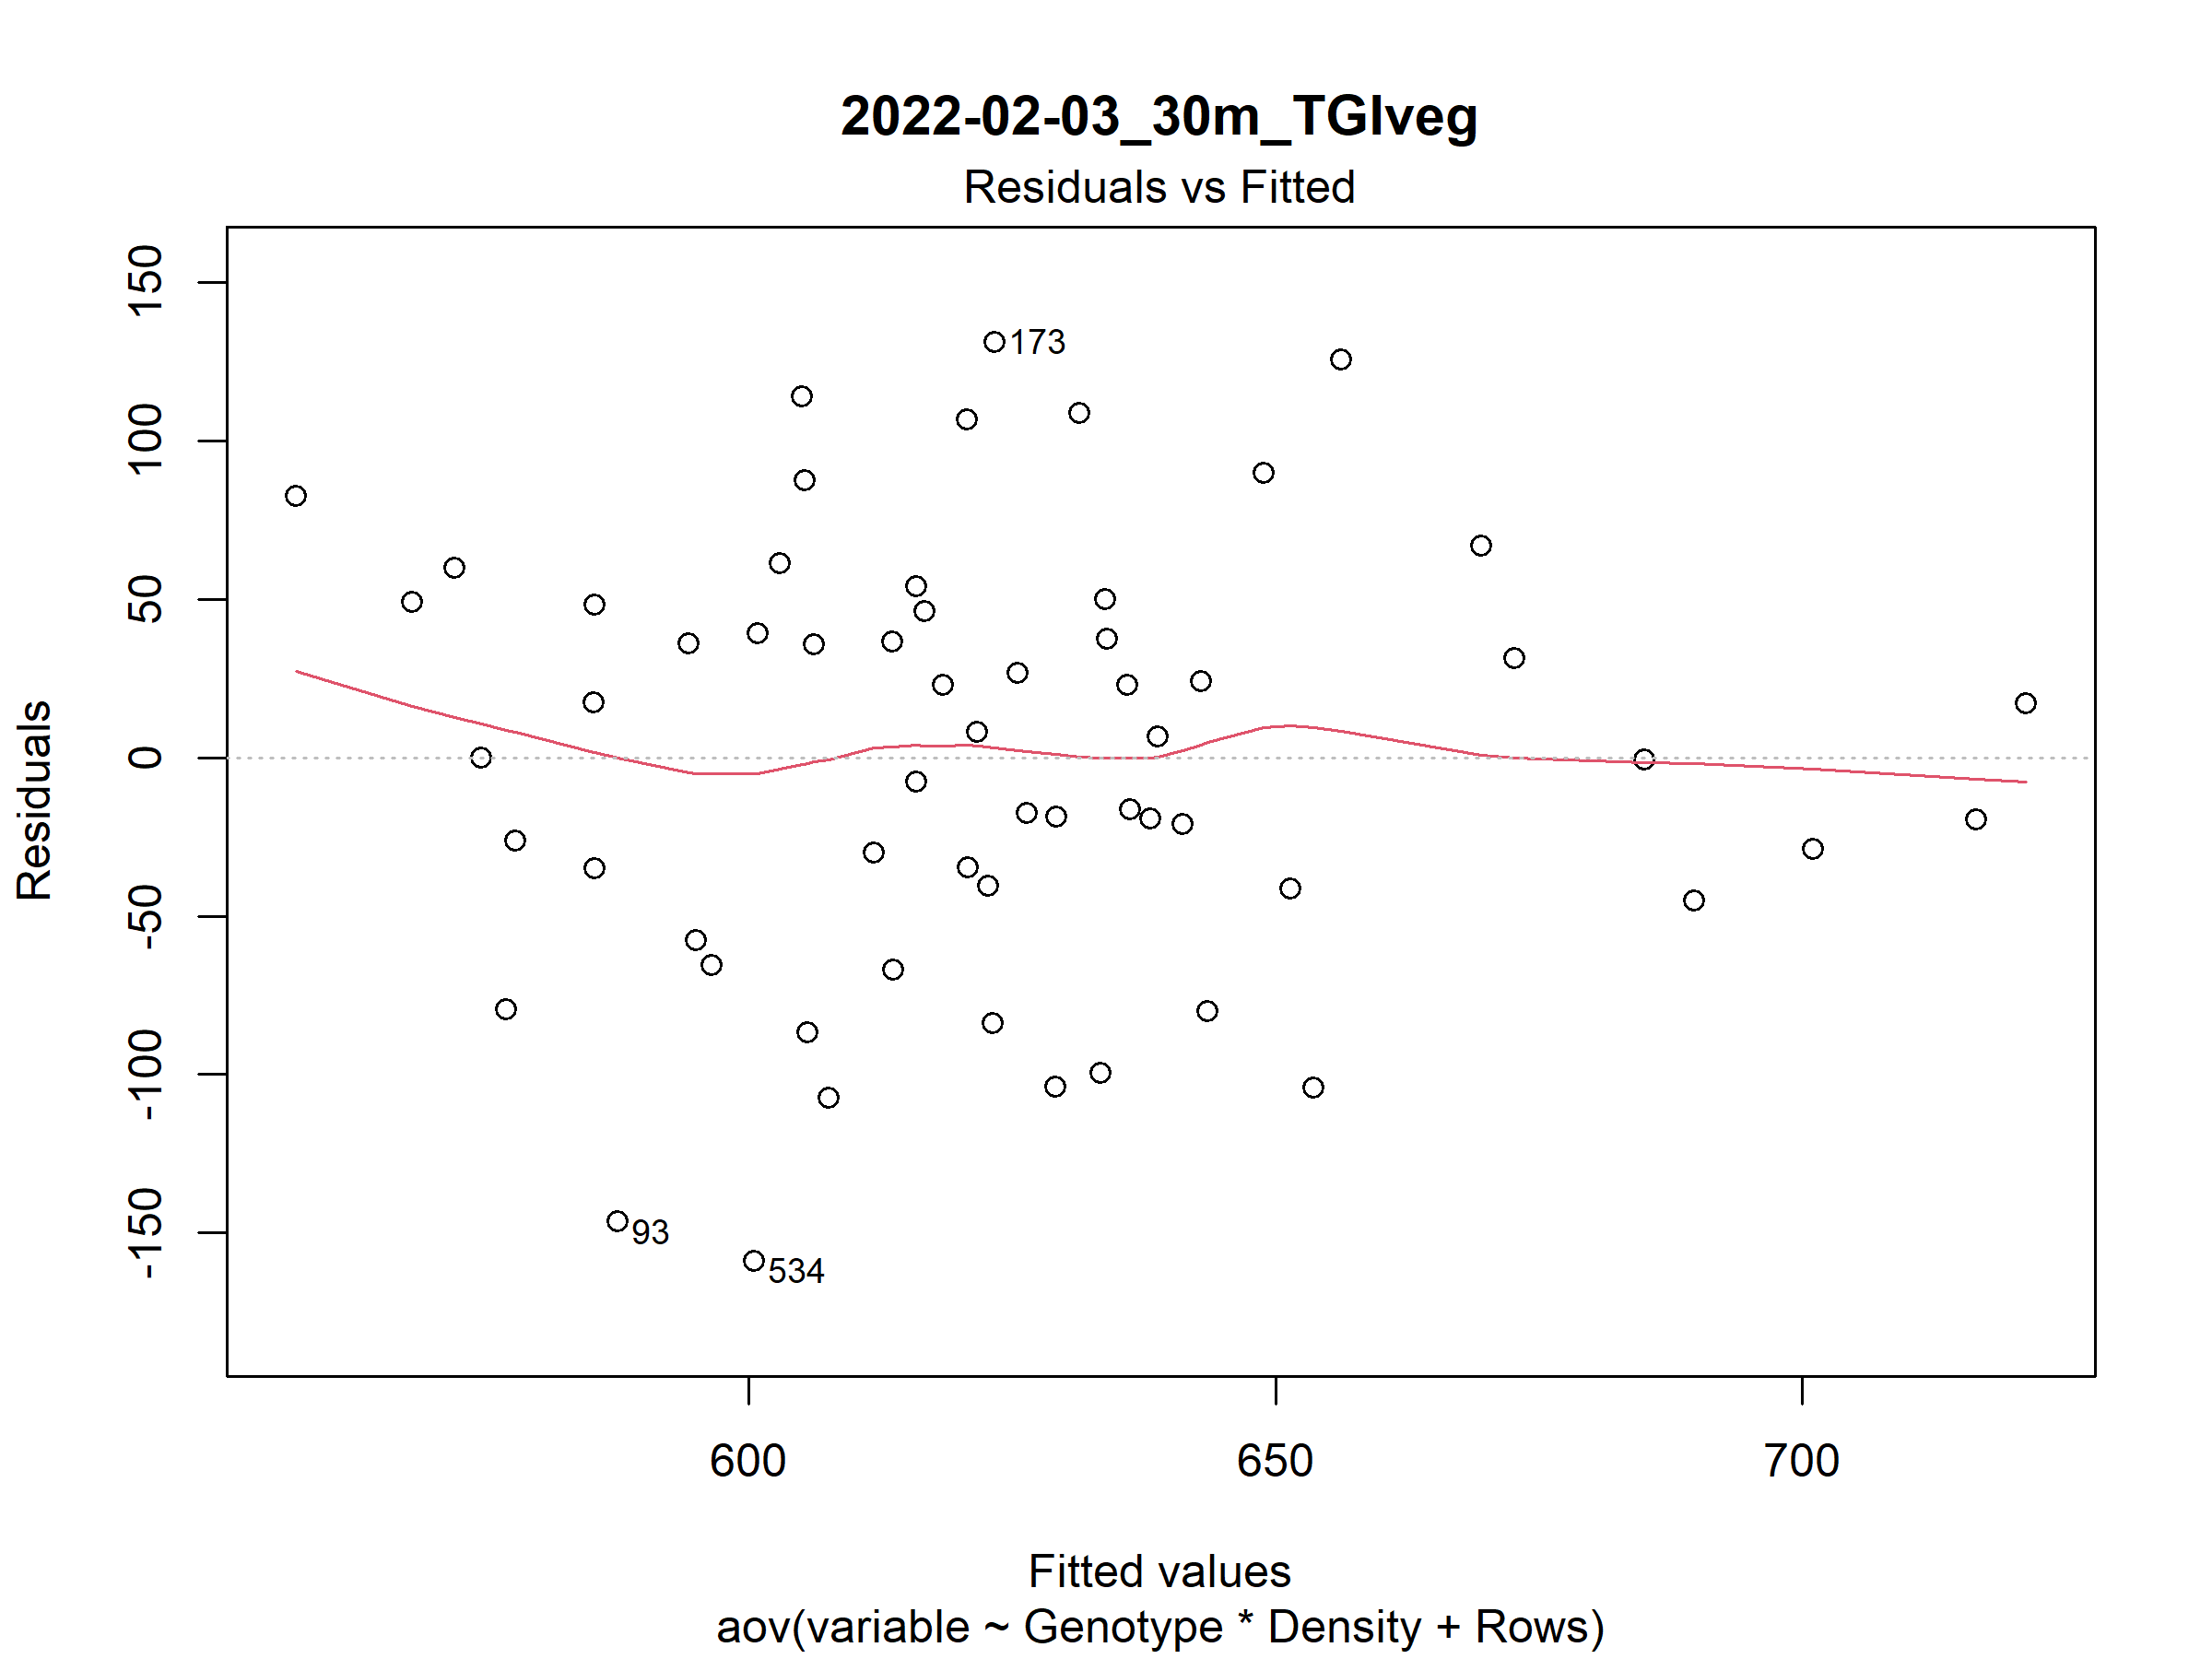 2022-02-03_30m_TGIveg
Residuals vs Fitted
150
100
50
0
-50
-100
-150
Residuals
173
93
534
600 650 700
Fitted values
aov(variable ~ Genotype * Density + Rows)